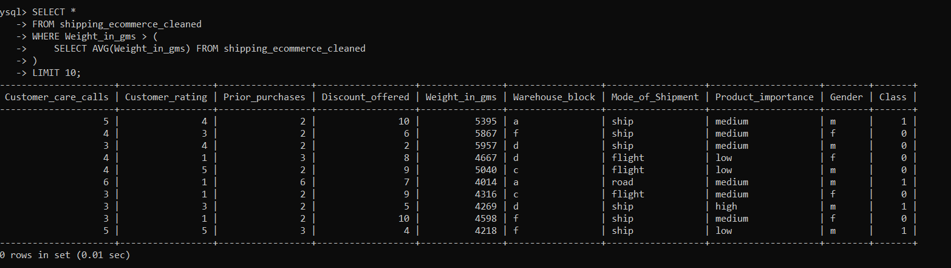 ysql> SELECT *
-> FROM shipping_ecommerce_cleaned
-> WHERE Weight_in_gms > (
->     SELECT AVG(Weight_in_gms) FROM shipping_ecommerce_cleaned
-> )
-> LIMIT 10;
Customer_care_calls | Customer_rating | Prior_purchases | Discount_offered | Weight_in_gms | Warehouse_block | Mode_of_Shipment | Product_importance | Gender | Class |
5 | 4 | 2 | 10 | 5395 | a | ship | medium | m | 1 |
4 | 3 | 2 | 6 | 5867 | f | ship | medium | f | 0 |
3 | 4 | 2 | 2 | 5957 | d | ship | medium | m | 0 |
4 | 1 | 3 | 8 | 4667 | d | flight | low | f | 0 |
4 | 5 | 2 | 9 | 5040 | c | flight | low | m | 0 |
6 | 1 | 6 | 7 | 4014 | a | road | medium | m | 1 |
3 | 1 | 2 | 9 | 4316 | c | flight | medium | f | 0 |
3 | 3 | 2 | 5 | 4269 | d | ship | high | m | 1 |
3 | 1 | 2 | 10 | 4598 | f | ship | medium | f | 0 |
5 | 5 | 3 | 4 | 4218 | f | ship | low | m | 1 |
0 rows in set (0.01 sec)